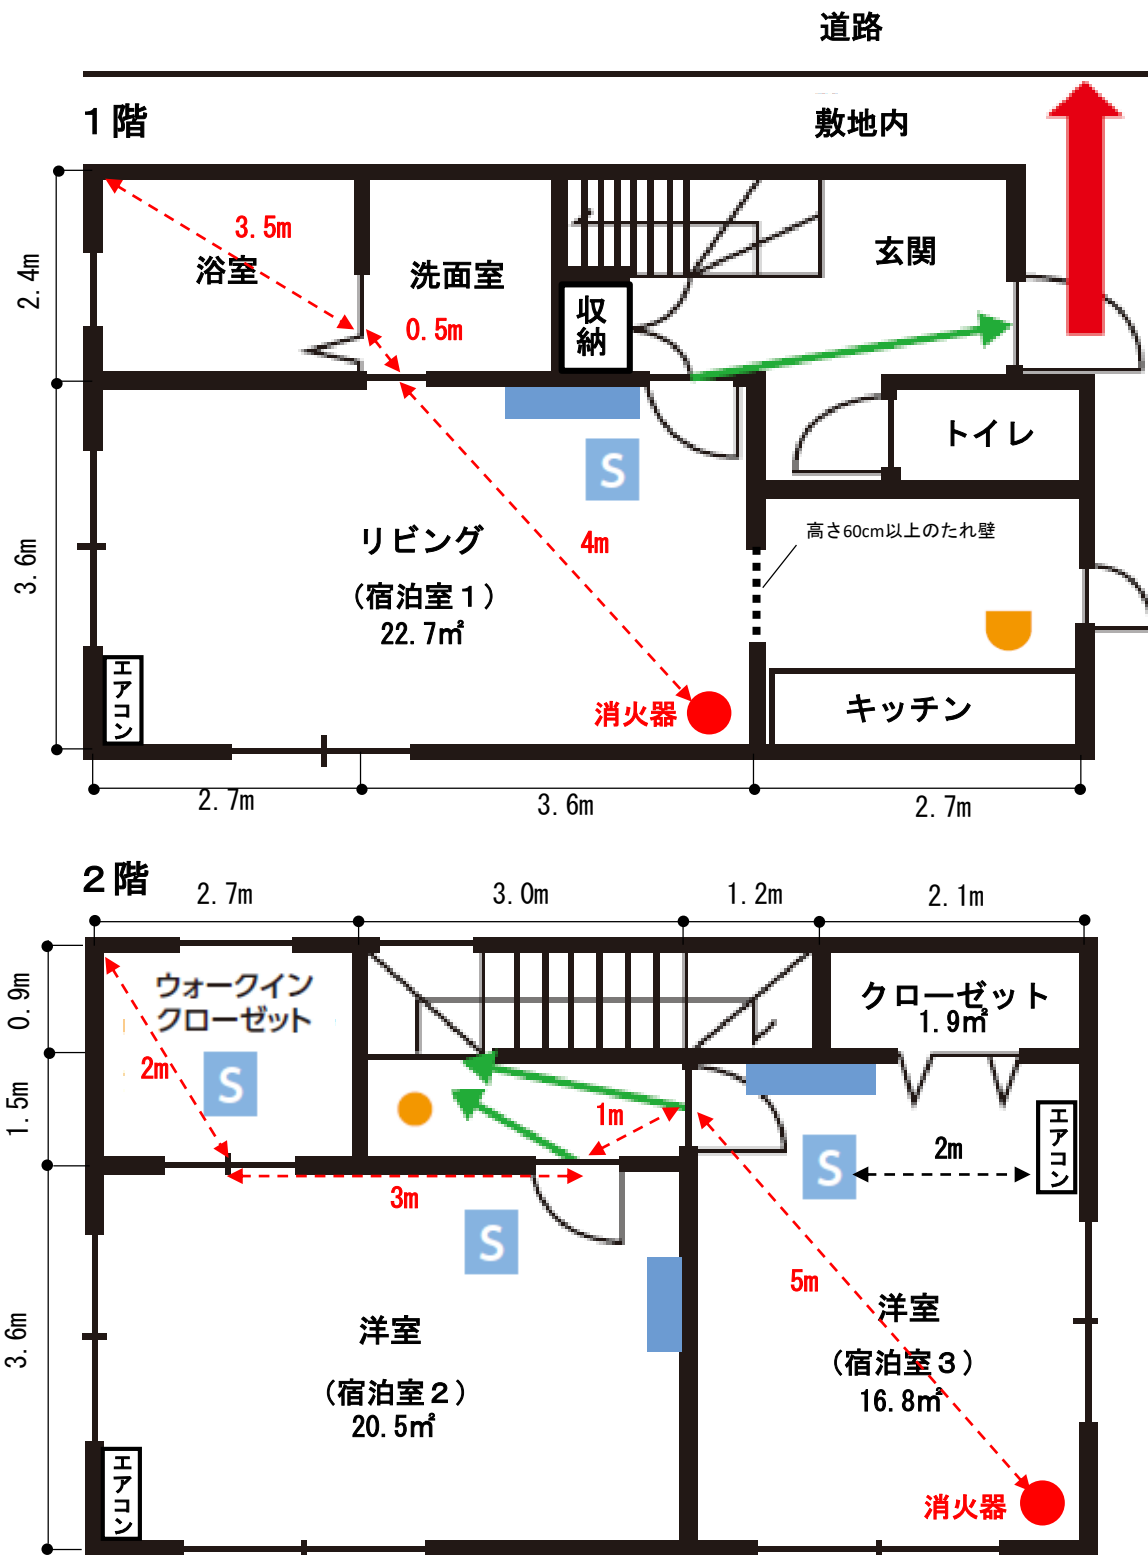 道路
1階
敷地内
3.5m
浴室
洗面室
0.5m
収
納
玄関
2.4m
トイレ
S
リビング
(宿泊室1)
22.7㎡
4m
高さ60cm以上のたれ壁
3.6m
エアコン
消火器
キッチン
2.7m
3.6m
2.7m
2階
2.7m
3.0m
1.2m
2.1m
0.9m
ウォークイン
クローゼット
クローゼット
1.9㎡
2m
S
1.5m
1m
エアコン
S
2m
3m
S
5m
3.6m
洋室
(宿泊室2)
20.5㎡
洋室
(宿泊室3)
16.8㎡
エアコン
消火器